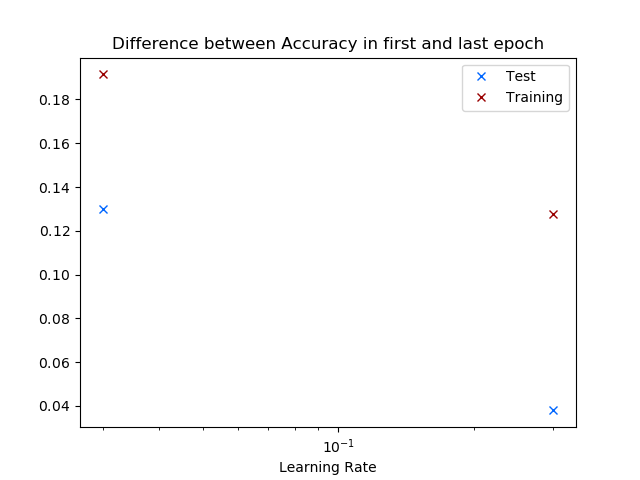 Difference between Accuracy in first and last epoch
Test
Training
0.18
0.16
0.14
0.12
0.10
0.08
0.06
0.04
10⁻¹
Learning Rate